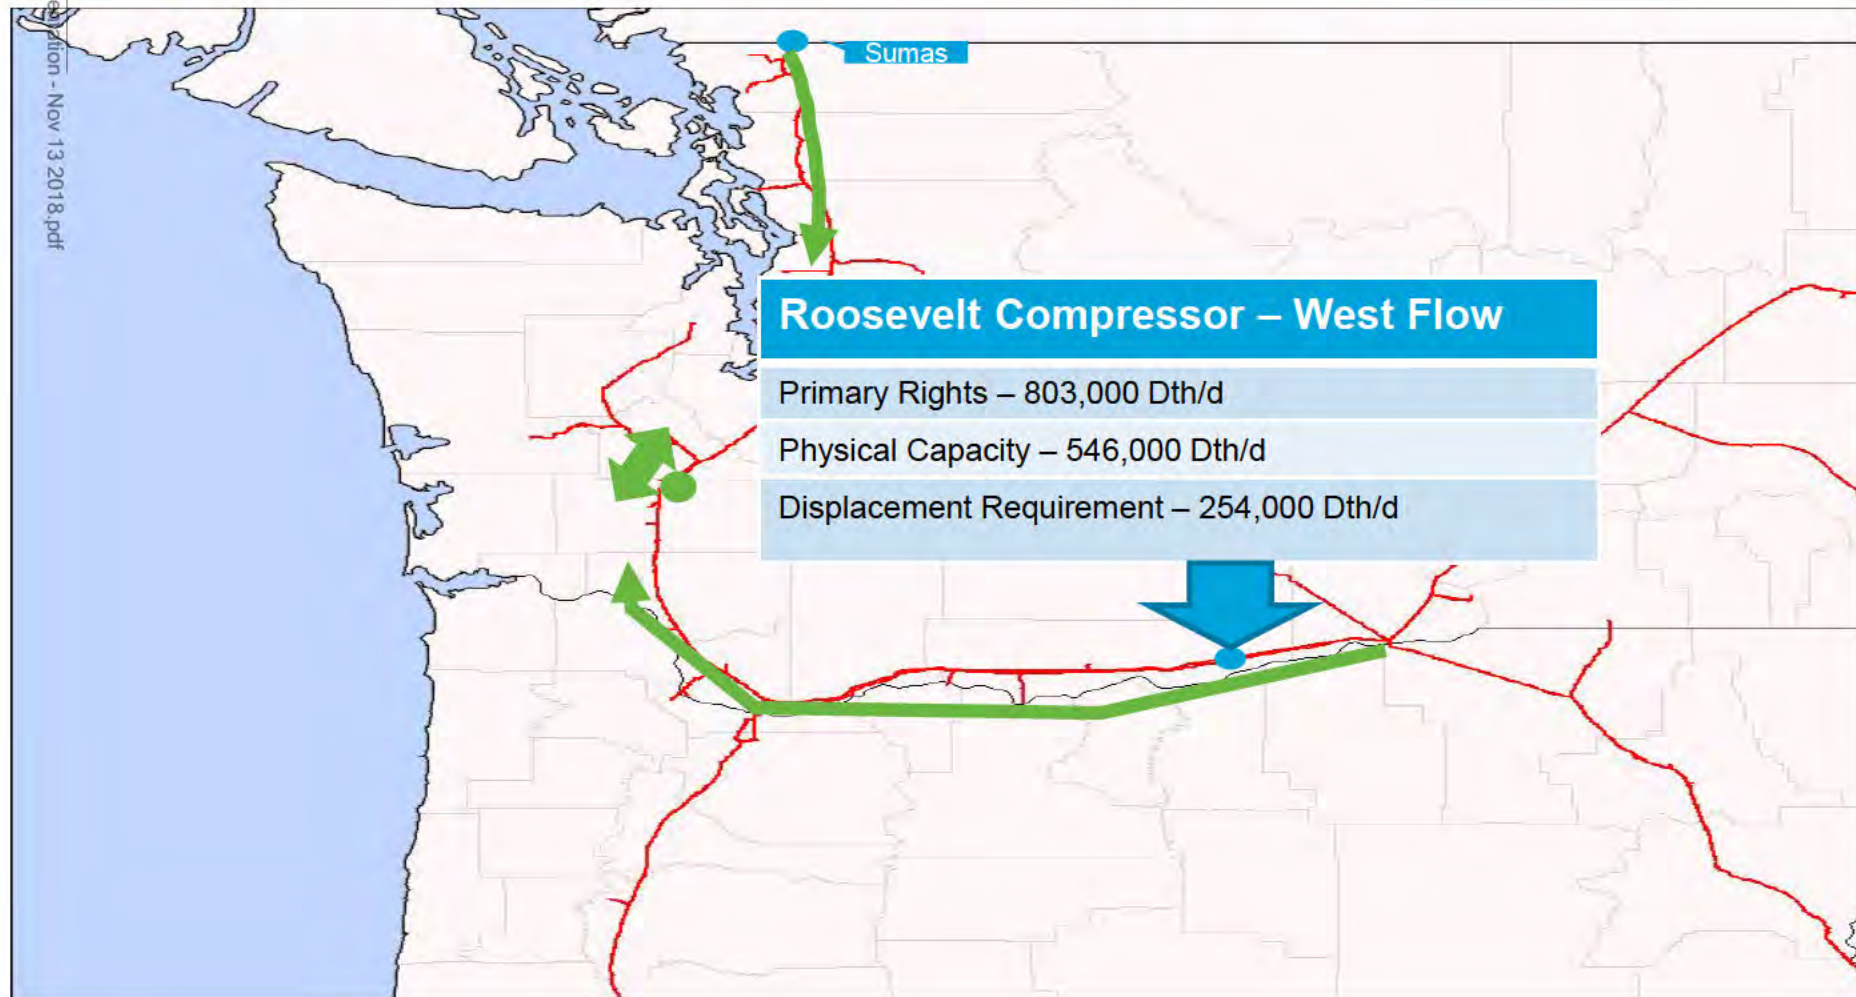 Sumas
Roosevelt Compressor – West Flow
Primary Rights – 803,000 Dth/d
Physical Capacity – 546,000 Dth/d
Displacement Requirement – 254,000 Dth/d
- Nov 13 2018.pdf